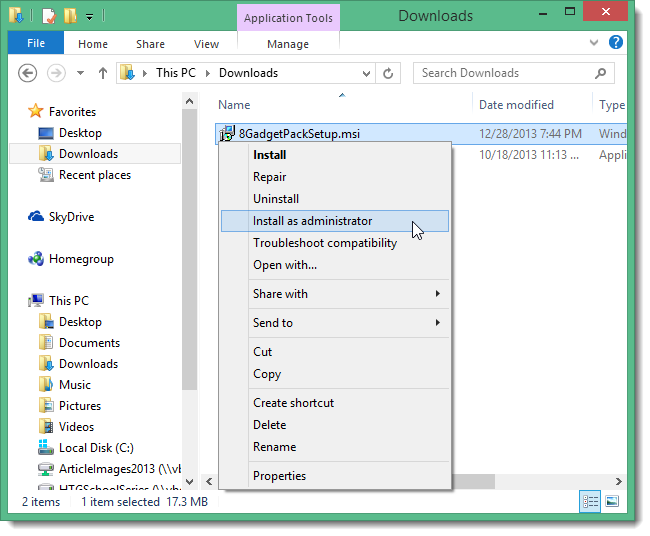 Application Tools
Downloads
File
Home
Share
View
Manage
This PC
Downloads
Search Downloads
Name
Date modified
Type
Favorites
Desktop
Downloads
Recent places
SkyDrive
Homegroup
This PC
Desktop
Documents
Downloads
Music
Pictures
Videos
Local Disk (C:)
ArticleImages2013 (\\vb
HTGSchoolSeries (\\vb
8GadgetPackSetup.msi
12/28/2013 7:44 PM
Wind
10/18/2013 11:13 ...
Appli
Install
Repair
Uninstall
Install as administrator
Troubleshoot compatibility
Open with...
Share with
Send to
Cut
Copy
Create shortcut
Delete
Rename
Properties
2 items
1 item selected 17.3 MB